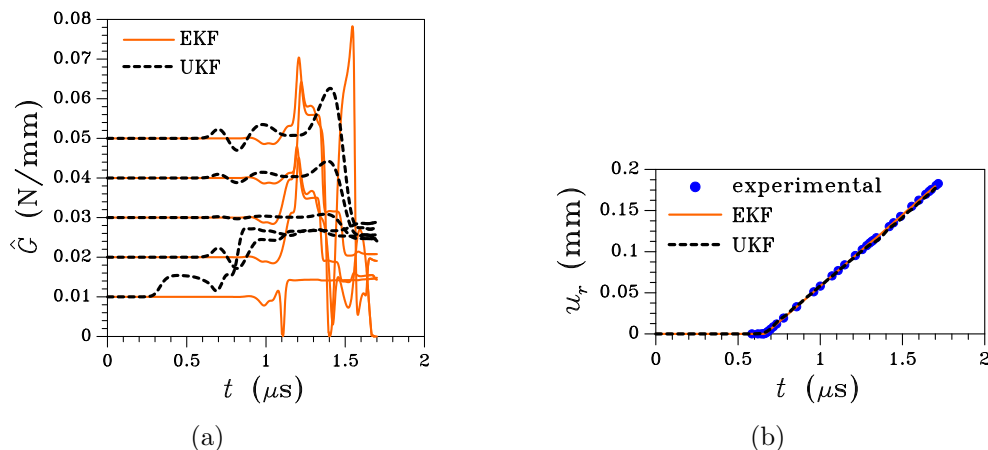 0.08
0.07
0.06
0.05
0.04
0.03
0.02
0.01
0
Ĝ (N/mm)
EKF
UKF
0 0.5 1 1.5 2
t (μs)
(a)
0.2
0.15
0.1
0.05
0
u_r (mm)
experimental
EKF
UKF
0 0.5 1 1.5 2
t (μs)
(b)